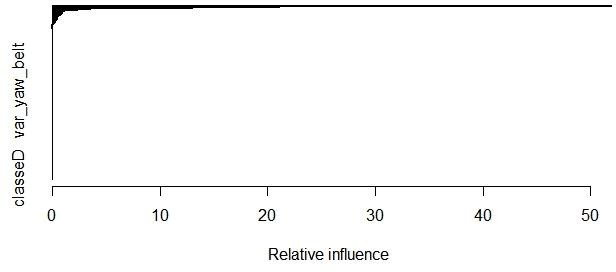 classeD var_yaw_belt
0 10 20 30 40 50
Relative influence